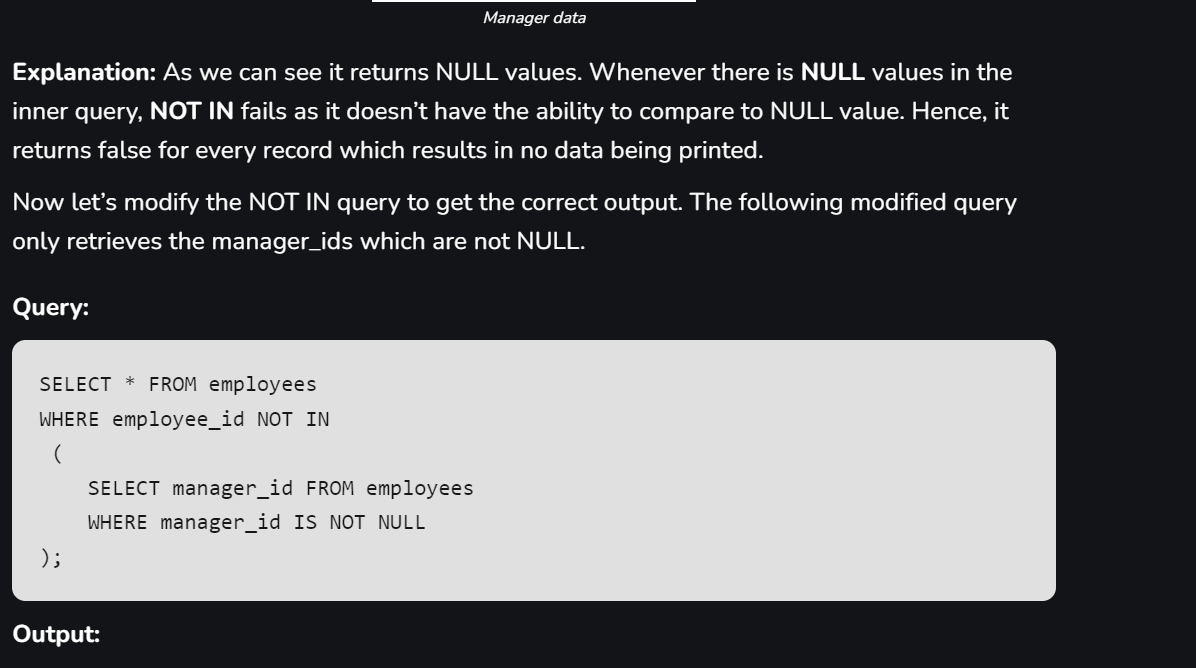 Manager data
Explanation: As we can see it returns NULL values. Whenever there is NULL values in the
inner query, NOT IN fails as it doesn’t have the ability to compare to NULL value. Hence, it
returns false for every record which results in no data being printed.
Now let’s modify the NOT IN query to get the correct output. The following modified query
only retrieves the manager_ids which are not NULL.
Query:
SELECT * FROM employees
WHERE employee_id NOT IN
(
SELECT manager_id FROM employees
WHERE manager_id IS NOT NULL
);
Output: